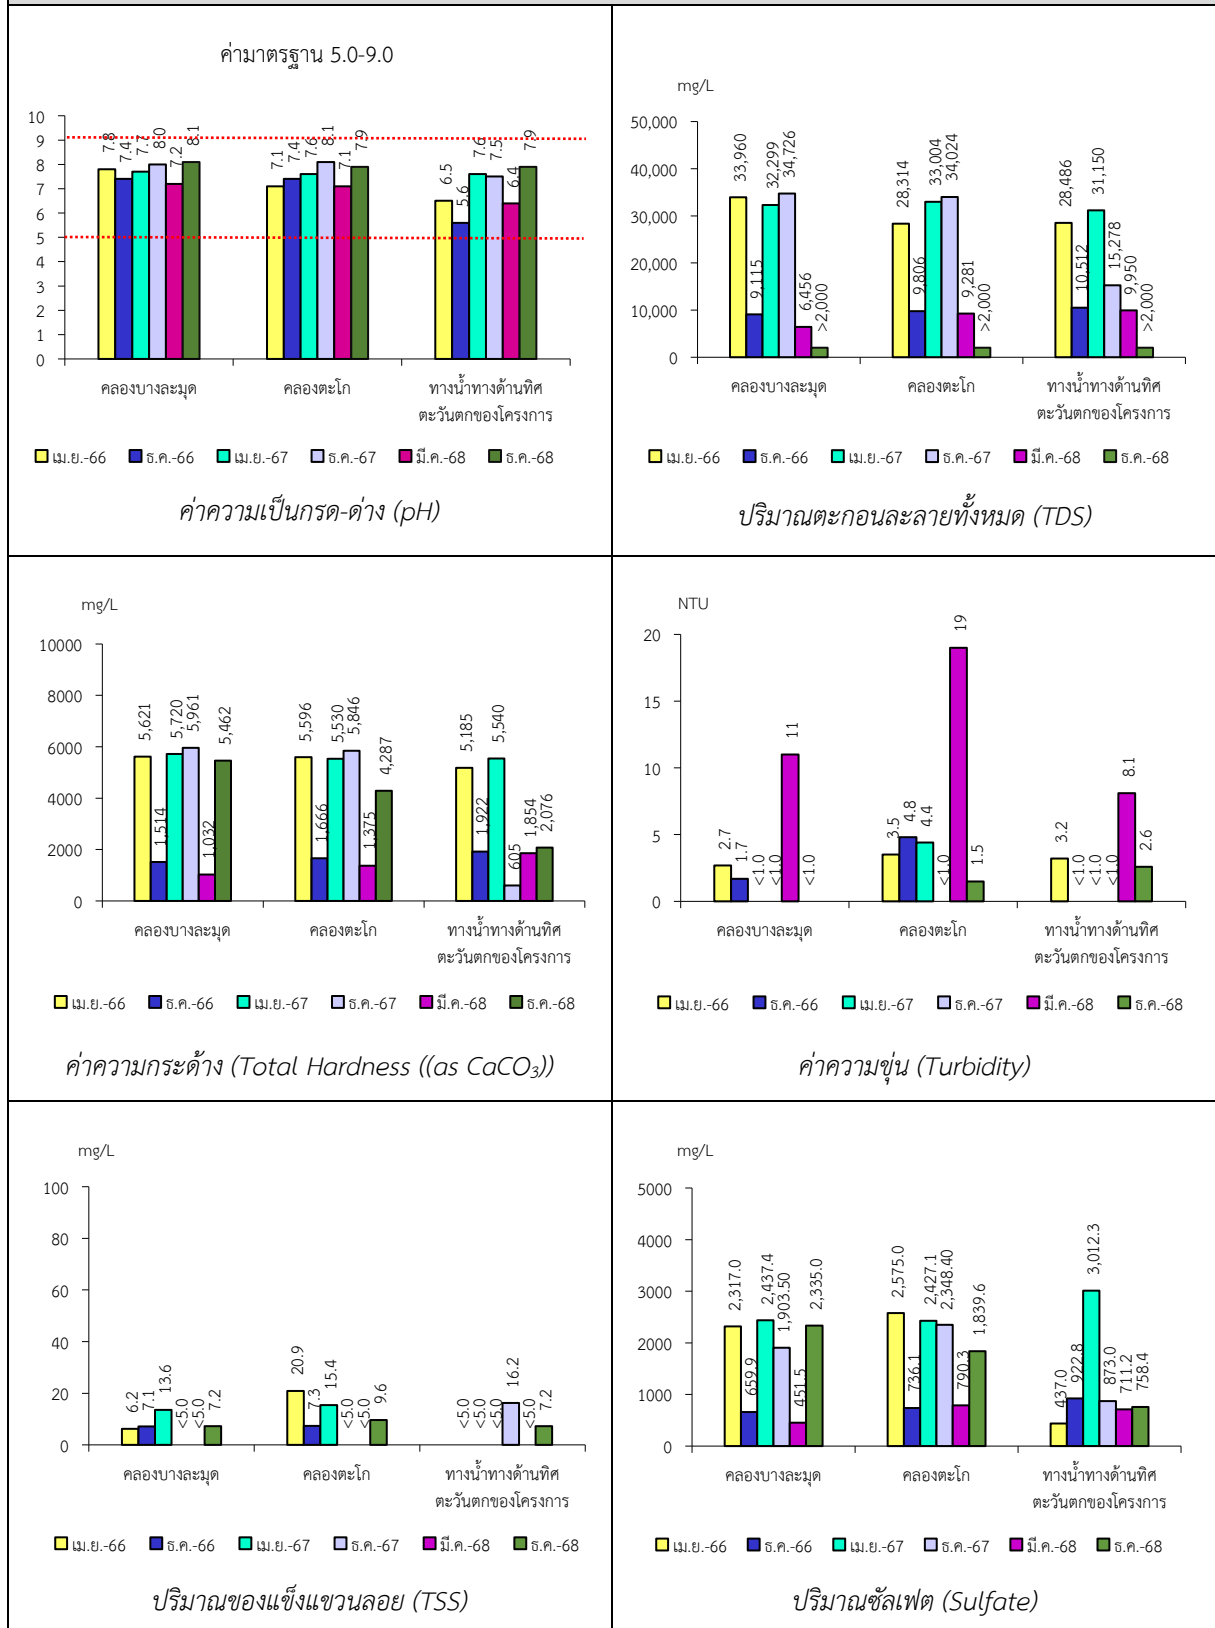 ค่ามาตรฐาน 5.0-9.0
10
9
8
7
6
5
4
3
2
1
0
7.8 7.4 7.7 8.0 7.2 8.1
7.1 7.4 7.6 8.1 7.1 7.9
6.5 5.6 7.6 7.5 6.4 7.9
คลองบางละมุด คลองตะโก ทางน้ำทางด้านทิศ
ตะวันตกของโครงการ
เม.ย.-66 ธ.ค.-66 เม.ย.-67 ธ.ค.-67 มี.ค.-68 ธ.ค.-68
ค่าความเป็นกรด-ด่าง (pH)
mg/L
50,000
40,000
30,000
20,000
10,000
0
33,960 9,115 32,299 34,726 6,456 >2,000
28,314 9,806 33,004 34,024 9,281 >2,000
28,486 10,512 31,150 15,278 9,950 >2,000
คลองบางละมุด คลองตะโก ทางน้ำทางด้านทิศ
ตะวันตกของโครงการ
เม.ย.-66 ธ.ค.-66 เม.ย.-67 ธ.ค.-67 มี.ค.-68 ธ.ค.-68
ปริมาณตะกอนละลายทั้งหมด (TDS)
mg/L
10000
8000
6000
4000
2000
0
5,621 1,514 5,720 5,961 1,032 5,462
5,596 1,666 5,530 5,846 1,375 4,287
5,185 1,922 5,540 605 1,854 2,076
คลองบางละมุด คลองตะโก ทางน้ำทางด้านทิศ
ตะวันตกของโครงการ
เม.ย.-66 ธ.ค.-66 เม.ย.-67 ธ.ค.-67 มี.ค.-68 ธ.ค.-68
ค่าความกระด้าง (Total Hardness ((as CaCO₃))
NTU
20
15
10
5
0
2.7 1.7 <1.0 <1.0 11 <1.0
3.5 4.8 4.4 <1.0 19 1.5
3.2 <1.0 <1.0 <1.0 8.1 2.6
คลองบางละมุด คลองตะโก ทางน้ำทางด้านทิศ
ตะวันตกของโครงการ
เม.ย.-66 ธ.ค.-66 เม.ย.-67 ธ.ค.-67 มี.ค.-68 ธ.ค.-68
ค่าความขุ่น (Turbidity)
mg/L
100
80
60
40
20
0
6.2 7.1 13.6 <5.0 <5.0 7.2
20.9 7.3 15.4 <5.0 <5.0 9.6
<5.0 <5.0 <5.0 16.2 <5.0 7.2
คลองบางละมุด คลองตะโก ทางน้ำทางด้านทิศ
ตะวันตกของโครงการ
เม.ย.-66 ธ.ค.-66 เม.ย.-67 ธ.ค.-67 มี.ค.-68 ธ.ค.-68
ปริมาณของแข็งแขวนลอย (TSS)
mg/L
5000
4000
3000
2000
1000
0
2,317.0 659.9 2,437.4 1,903.50 451.5 2,335.0
2,575.0 736.1 2,427.1 2,348.40 790.3 1,839.6
437.0 922.8 3,012.3 873.0 711.2 758.4
คลองบางละมุด คลองตะโก ทางน้ำทางด้านทิศ
ตะวันตกของโครงการ
เม.ย.-66 ธ.ค.-66 เม.ย.-67 ธ.ค.-67 มี.ค.-68 ธ.ค.-68
ปริมาณซัลเฟต (Sulfate)